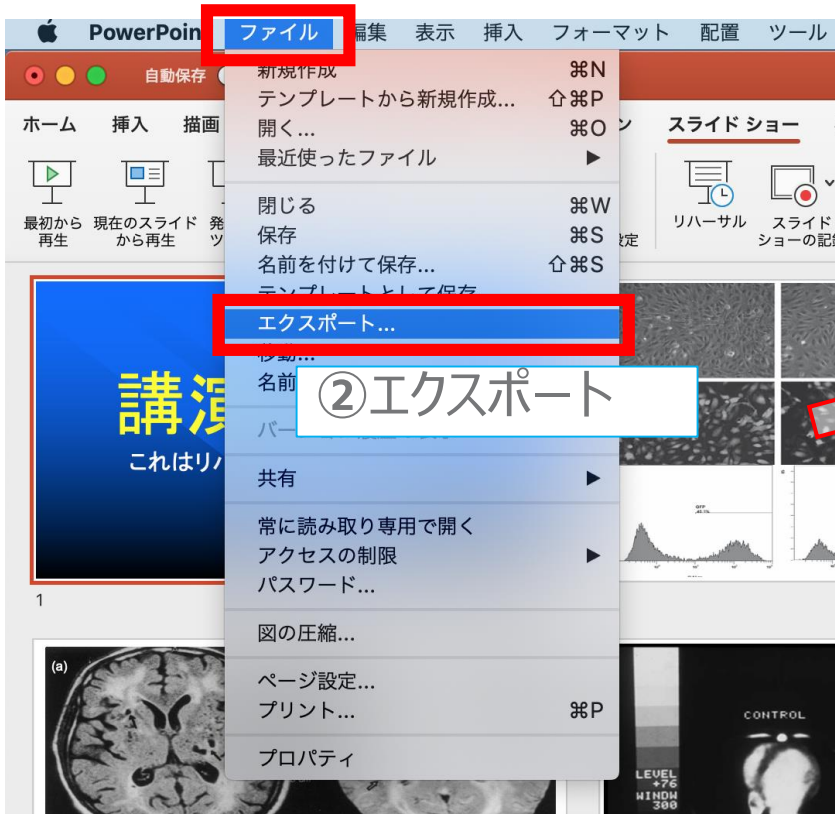 PowerPoin ファイル 編集 表示 挿入 フォーマット 配置 ツール
自動保存
ホーム 挿入 描画 スライド ショー
最初から
再生
現在のスライド
から再生
リハーサル
スライド
ショーの記
新規作成 ⌘N
テンプレートから新規作成... ⇧⌘P
開く... ⌘O
最近使ったファイル ▶
閉じる ⌘W
保存 ⌘S
名前を付けて保存... ⇧⌘S
テンプレートとして保存
エクスポート...
移動...
名前
②エクスポート
バー
共有 ▶
常に読み取り専用で開く
アクセスの制限 ▶
パスワード...
図の圧縮...
ページ設定...
プリント... ⌘P
プロパティ
講演
これはリハ
1
(a)
CONTROL
LEVEL
+76
WINDW
300